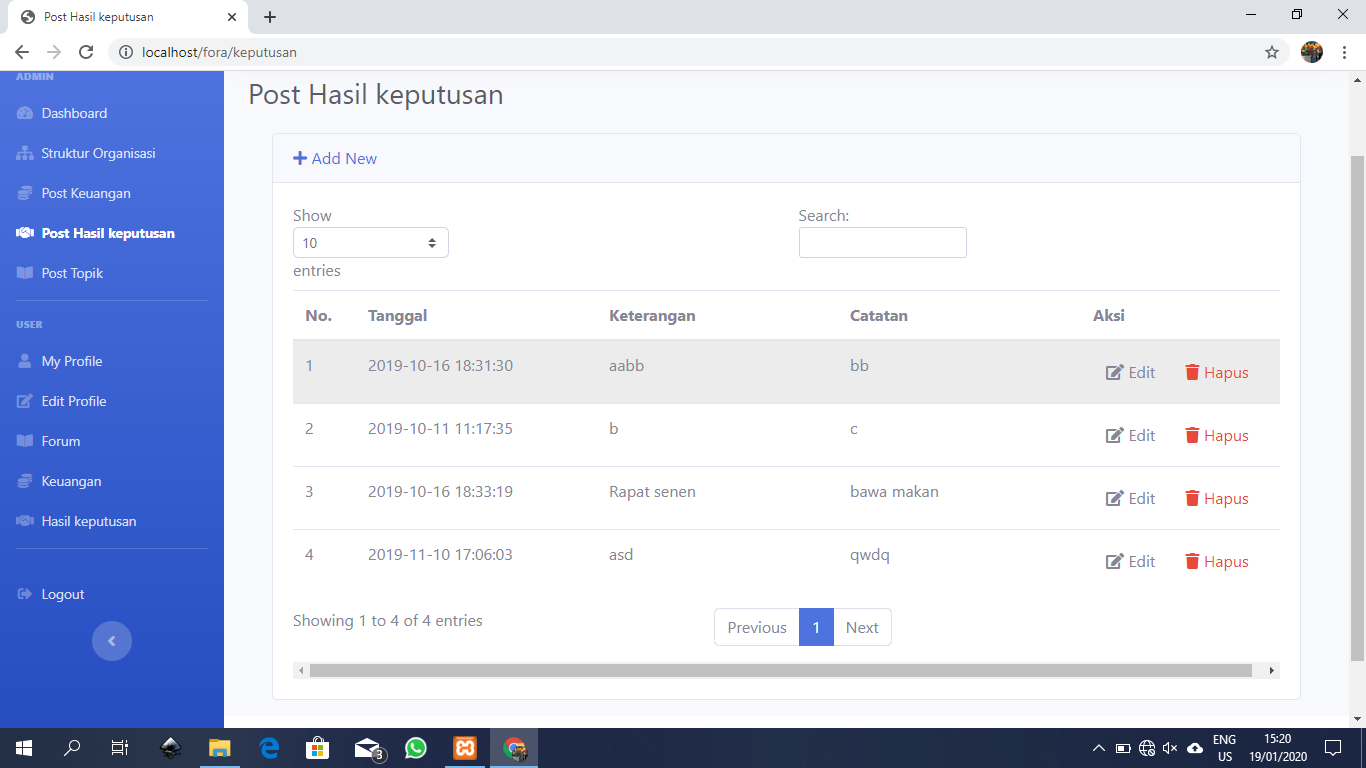 Post Hasil keputusan
localhost/fora/keputusan
ADMIN
Dashboard
Struktur Organisasi
Post Keuangan
Post Hasil keputusan
Post Topik
USER
My Profile
Edit Profile
Forum
Keuangan
Hasil keputusan
Logout
Post Hasil keputusan
Add New
Show
10
entries
Search:
No. Tanggal Keterangan Catatan Aksi
1 2019-10-16 18:31:30 aabb bb Edit Hapus
2 2019-10-11 11:17:35 b c Edit Hapus
3 2019-10-16 18:33:19 Rapat senen bawa makan Edit Hapus
4 2019-11-10 17:06:03 asd qwdq Edit Hapus
Showing 1 to 4 of 4 entries
Previous 1 Next
3
ENG
US
15:20
19/01/2020